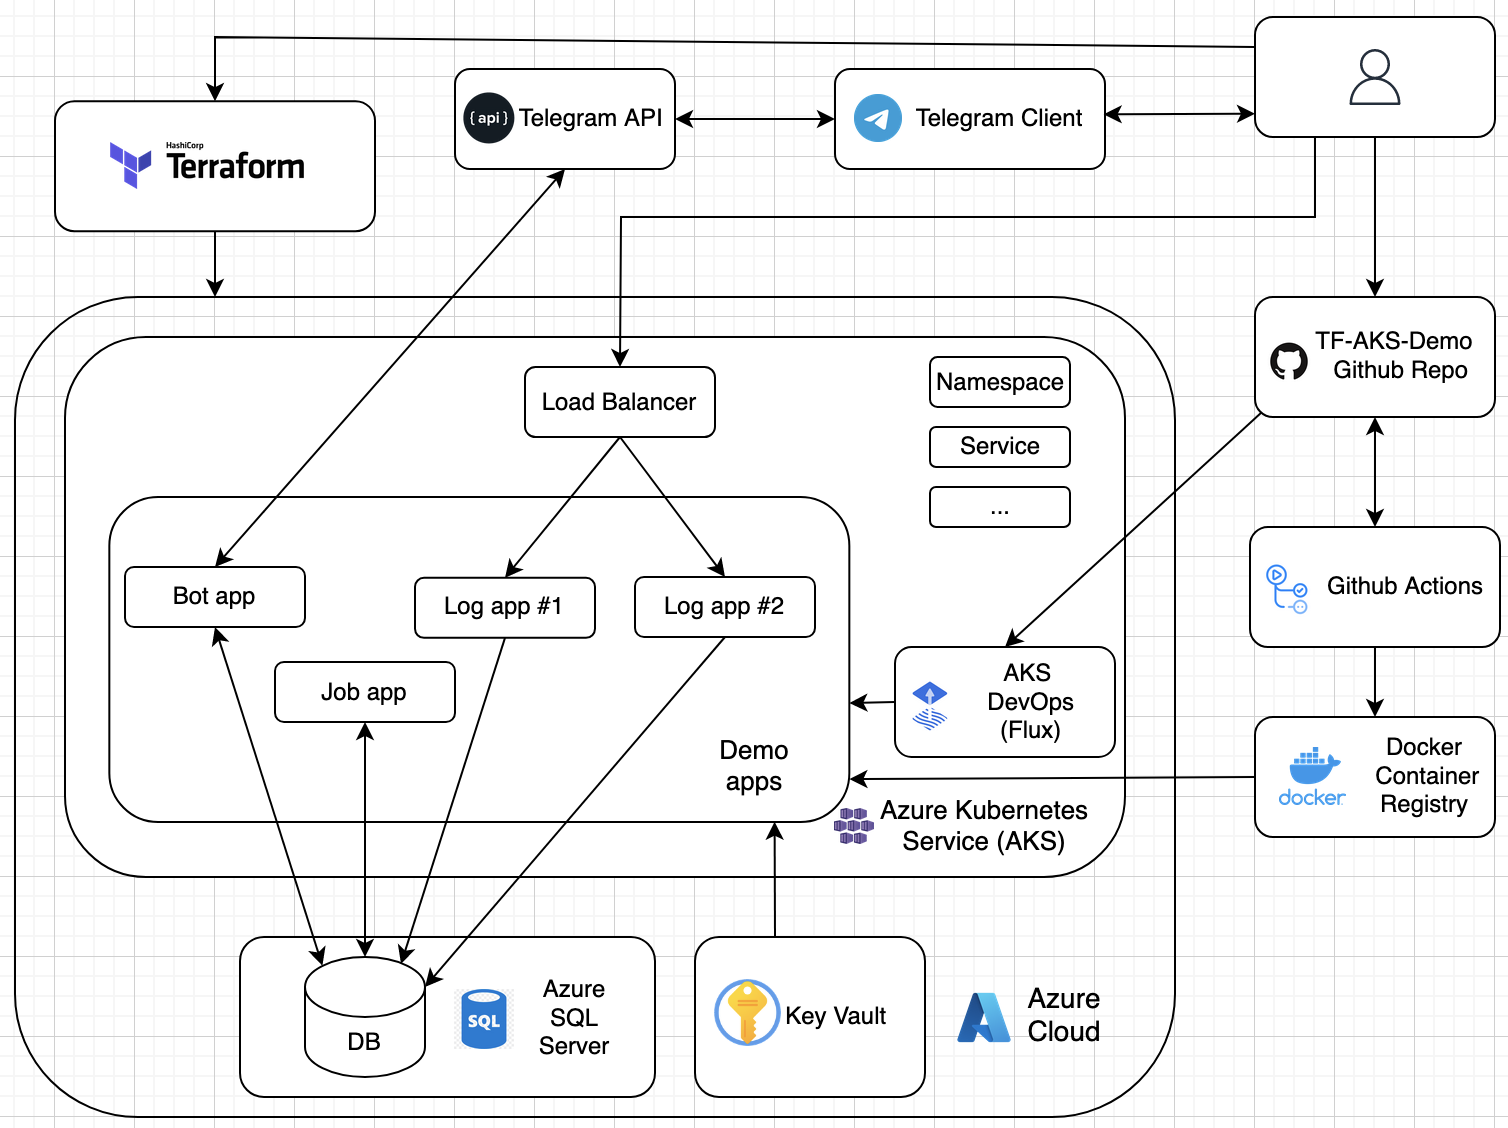 HashiCorp
Terraform
{ api }
Telegram API
Telegram Client
Load Balancer
Namespace
Service
...
TF-AKS-Demo
Github Repo
Bot app
Log app #1
Log app #2
Job app
Github Actions
AKS
DevOps
(Flux)
Demo
apps
docker
Docker
Container
Registry
Azure Kubernetes
Service (AKS)
DB
SQL
Azure
SQL
Server
Key Vault
Azure
Cloud